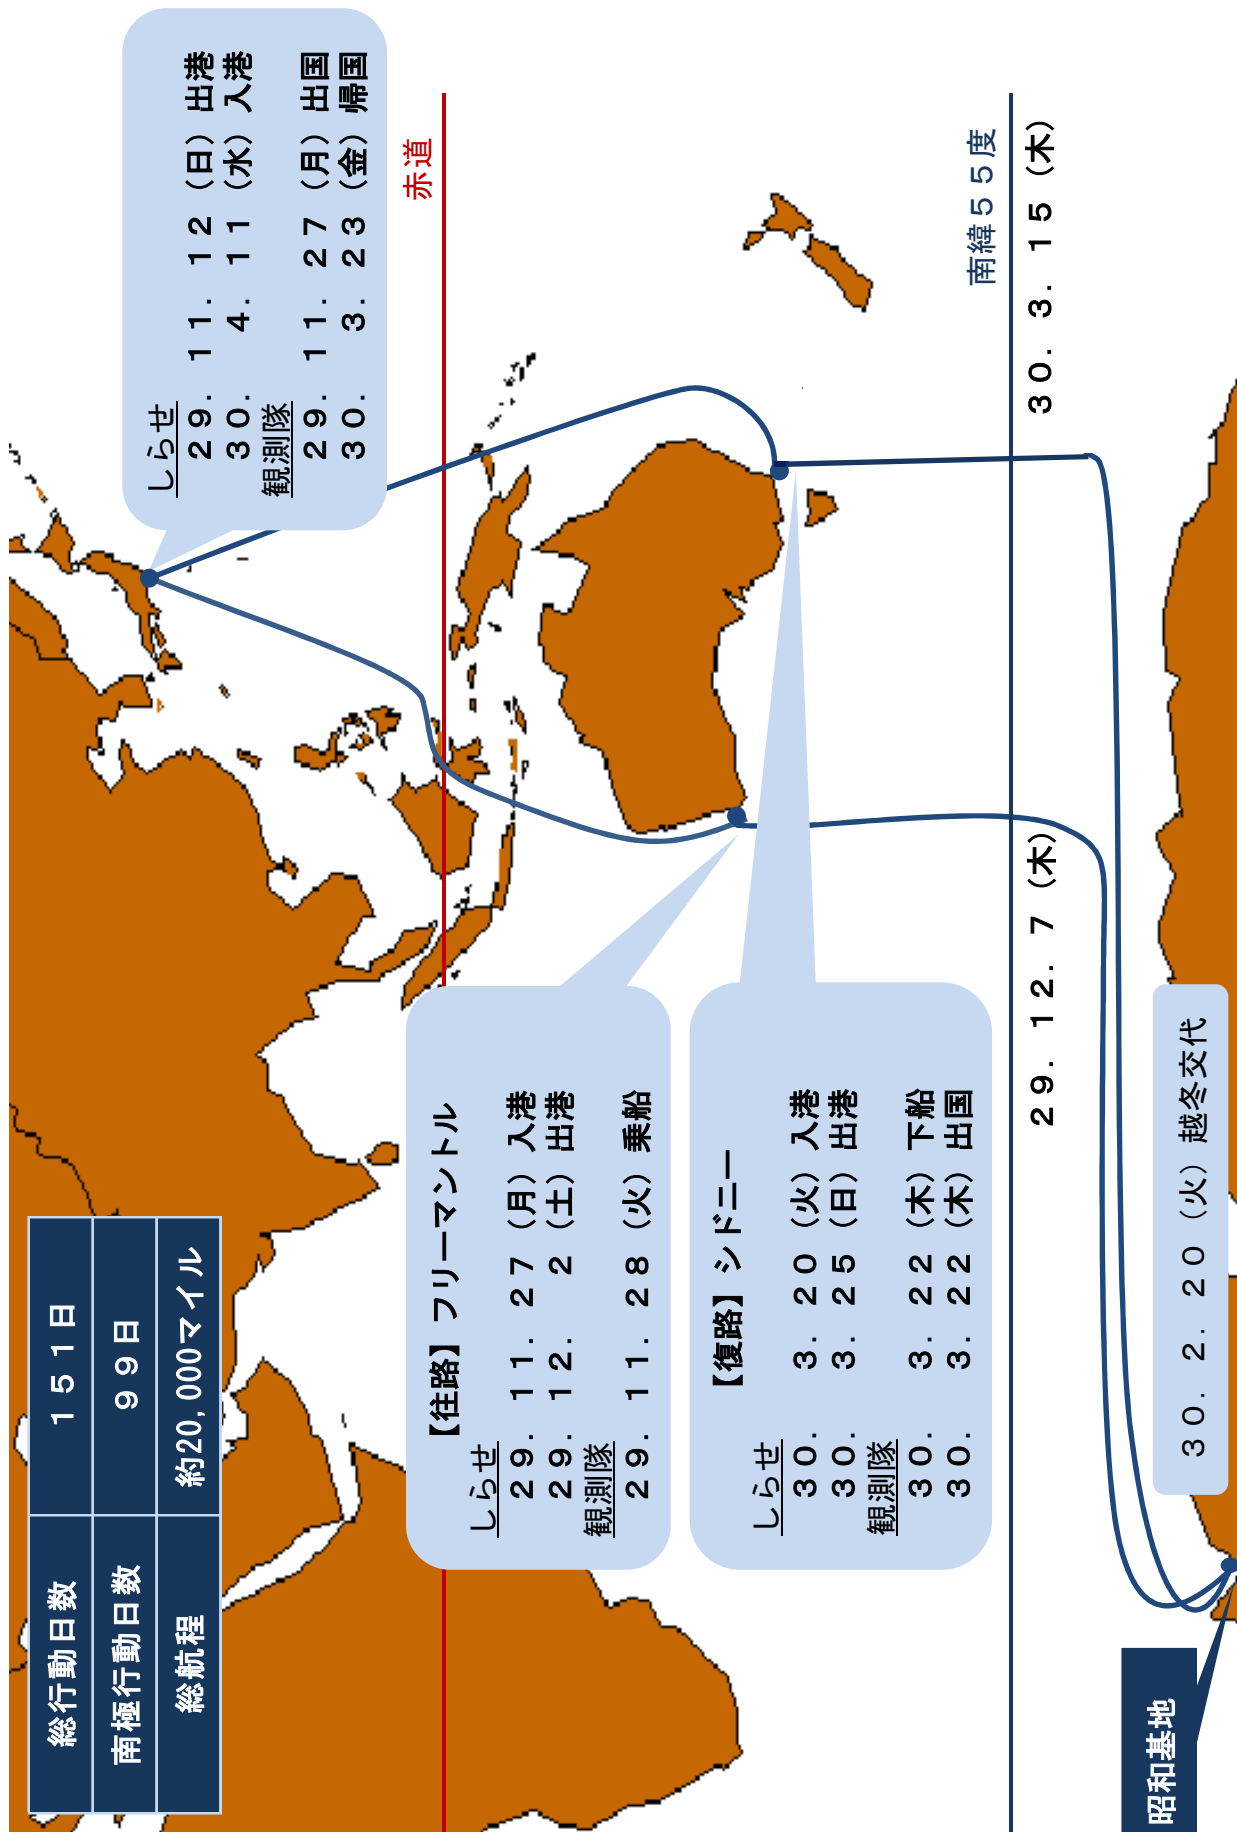 総行動日数 １５１日
南極行動日数 ９９日
総航程 約20,000マイル
しらせ
２９．１１．１２（日）出港
３０．４．１１（水）入港
観測隊
２９．１１．２７（月）出国
３０．３．２３（金）帰国
赤道
【往路】フリーマントル
しらせ
２９．１１．２７（月）入港
２９．１２．２（土）出港
観測隊
２９．１１．２８（火）乗船
【復路】シドニー
しらせ
３０．３．２０（火）入港
３０．３．２５（日）出港
観測隊
３０．３．２２（木）下船
３０．３．２２（木）出国
南緯５５度
２９．１２．７（木）
３０．３．１５（木）
３０．２．２０（火）越冬交代
昭和基地